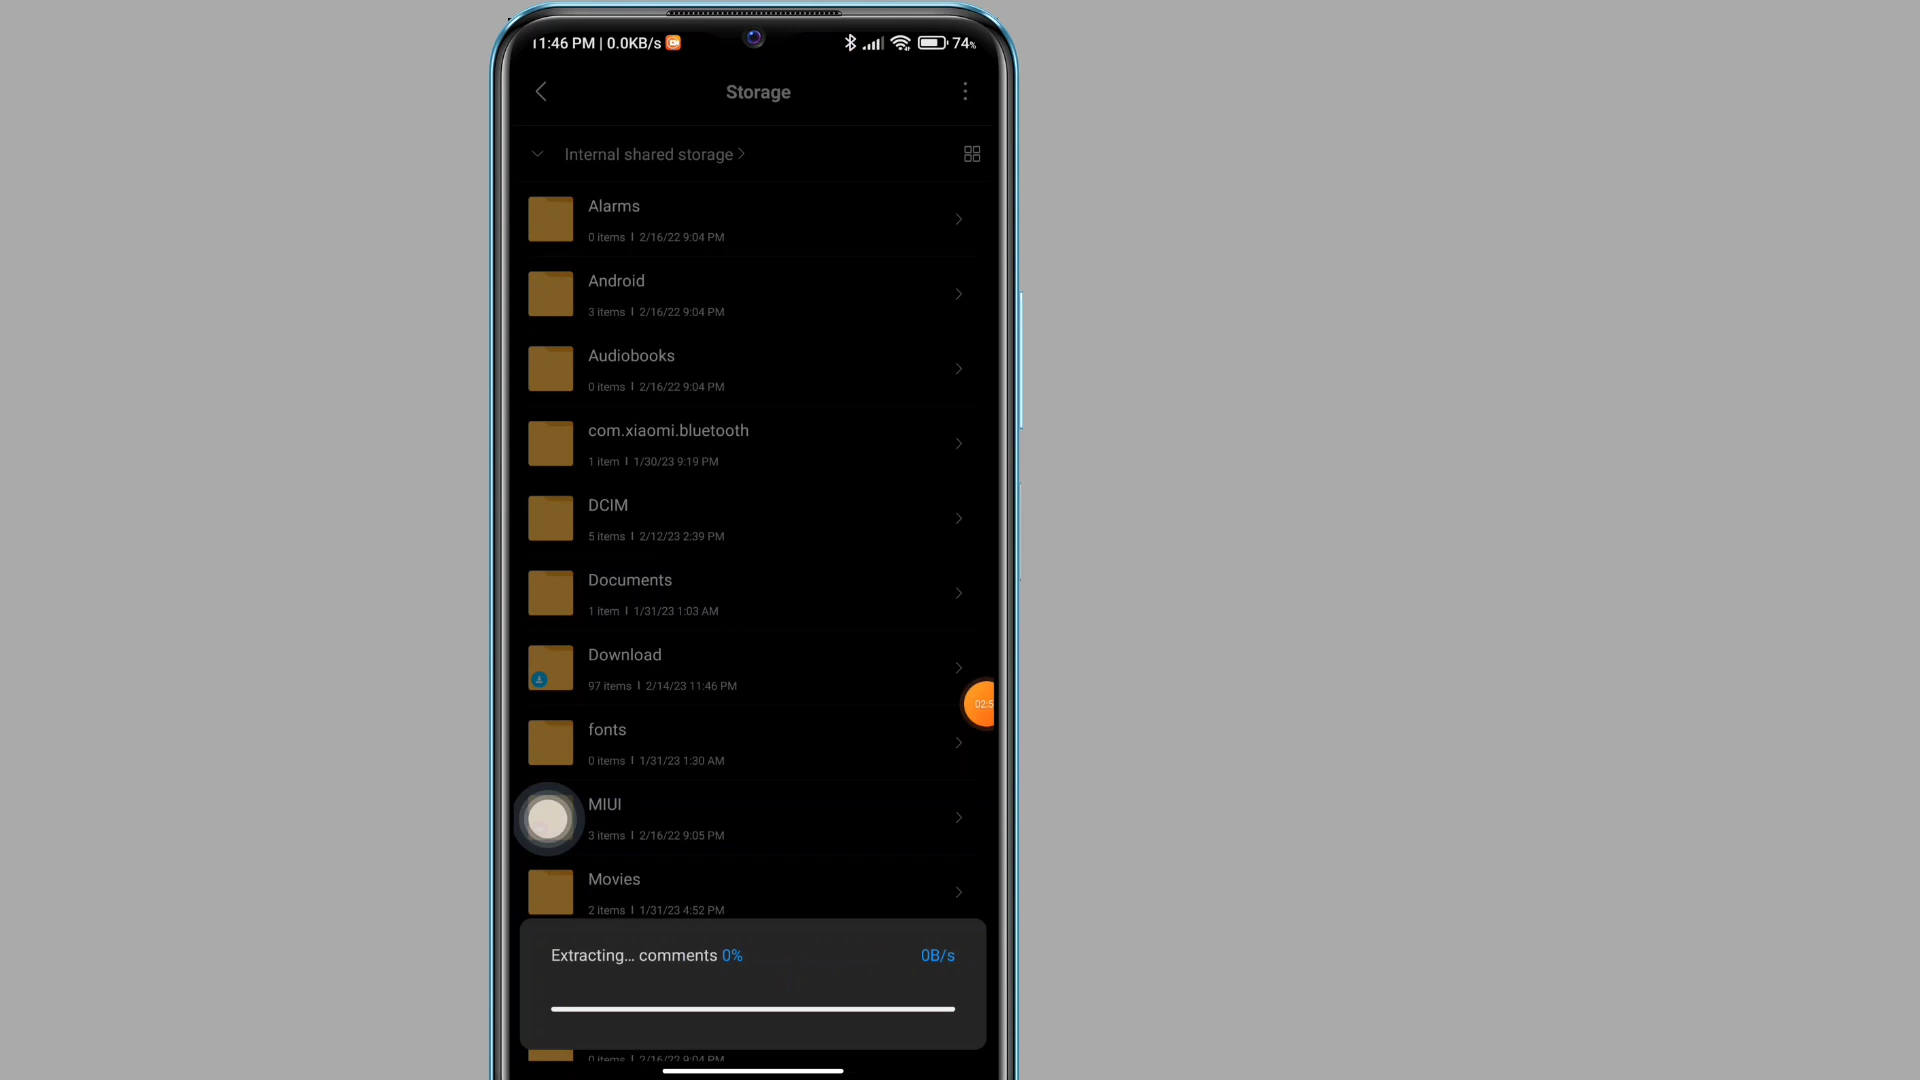 11:46 PM | 0.0KB/s 74%
Storage
Internal shared storage >
Alarms
0 items | 2/16/22 9:04 PM
Android
3 items | 2/16/22 9:04 PM
Audiobooks
0 items | 2/16/22 9:04 PM
com.xiaomi.bluetooth
1 item | 1/30/23 9:19 PM
DCIM
5 items | 2/12/23 2:39 PM
Documents
1 item | 1/31/23 1:03 AM
Download
97 items | 2/14/23 11:46 PM
02:5
fonts
0 items | 1/31/23 1:30 AM
MIUI
3 items | 2/16/22 9:05 PM
Movies
2 items | 1/31/23 4:52 PM
Extracting... comments 0% 0B/s
0 items | 2/16/22 9:04 PM